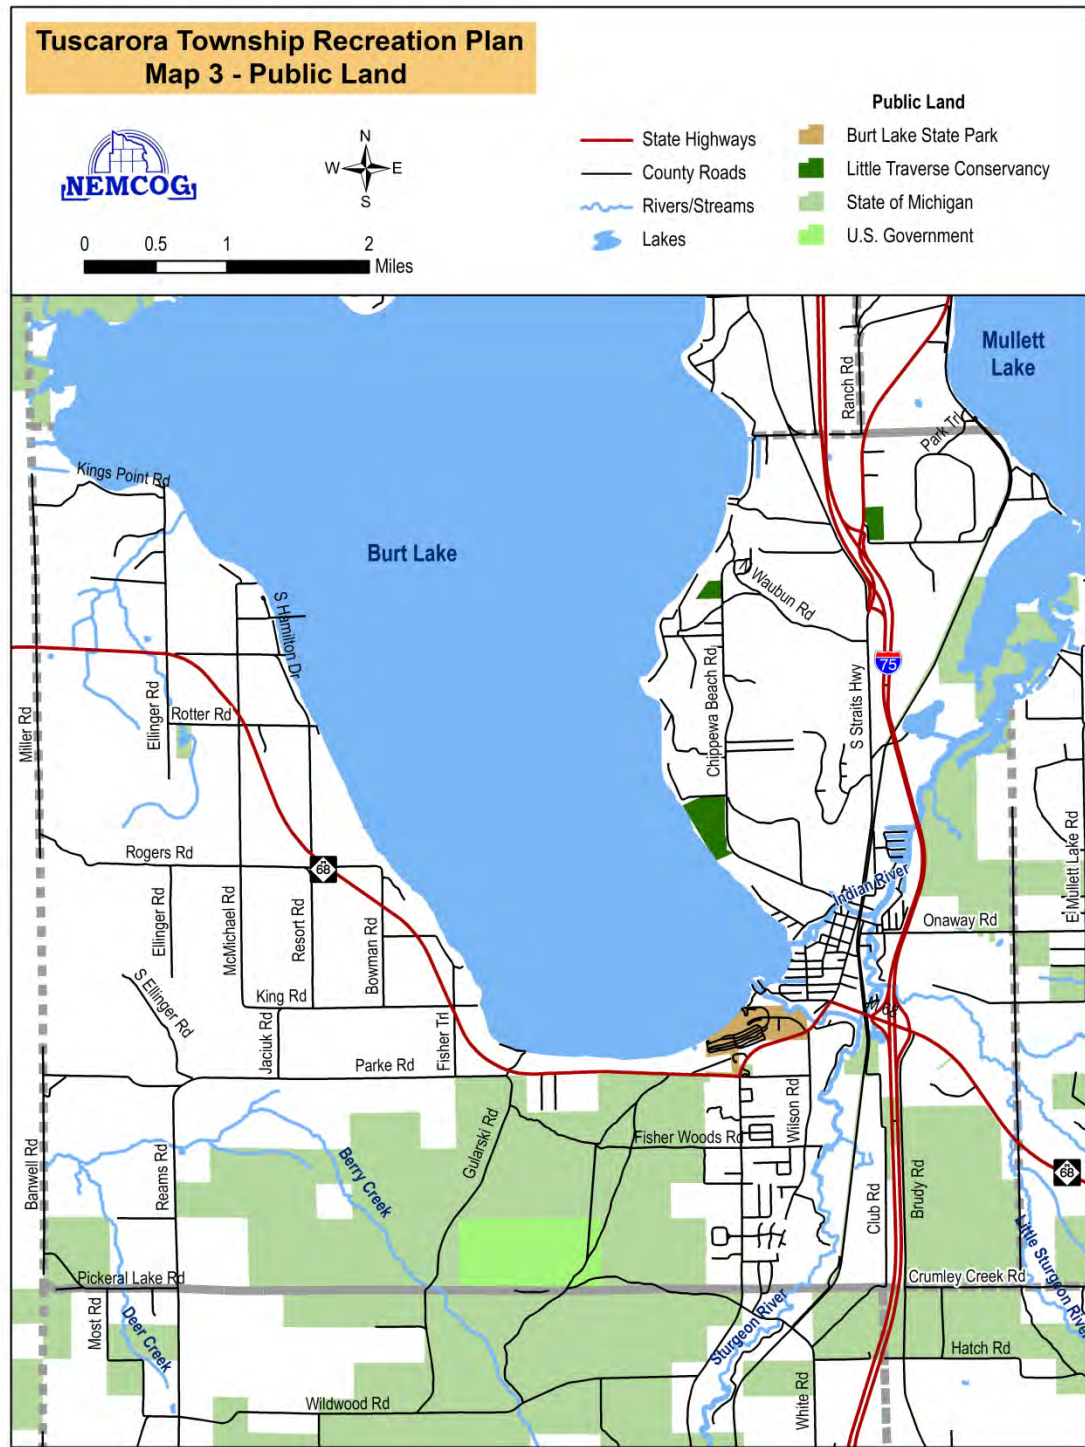 Tuscarora Township Recreation Plan
Map 3 - Public Land
NEMCOG
N
W E
S
0 0.5 1 2
Miles
State Highways
County Roads
Rivers/Streams
Lakes
Public Land
Burt Lake State Park
Little Traverse Conservancy
State of Michigan
U.S. Government
Mullett
Lake
Ranch Rd
Park Trl
Kings Point Rd
Burt Lake
N Waubun Rd
S Hamilton Dr
75
Chippewa Beach Rd
S Straits Hwy
Miller Rd
Ellinger Rd
Rotter Rd
E Mullett Lake Rd
Rogers Rd
M
68
Indian River
Onaway Rd
Ellinger Rd
McMichael Rd
Resort Rd
Bowman Rd
S Ellinger Rd
King Rd
M 68
Jaciuk Rd
Fisher Trl
Parke Rd
Wilson Rd
Gularski Rd
Fisher Woods Rd
Banwell Rd
Reams Rd
Berry Creek
Club Rd
Brudy Rd
M
68
Little Sturgeon River
Pickeral Lake Rd
Crumley Creek Rd
Most Rd
Deer Creek
Sturgeon River
Hatch Rd
White Rd
Wildwood Rd